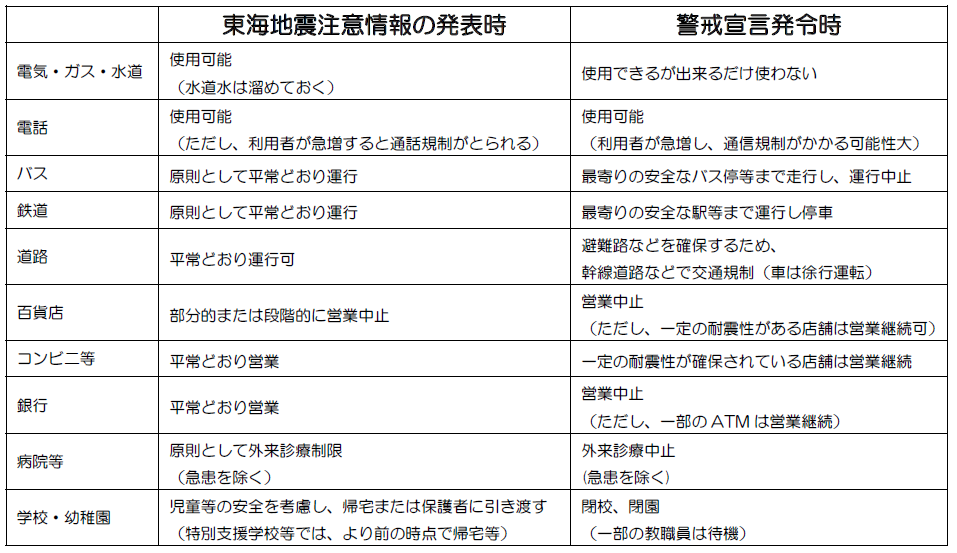 東海地震注意情報の発表時
警戒宣言発令時
電気・ガス・水道
使用可能
（水道水は溜めておく）
使用できるが出来るだけ使わない
電話
使用可能
（ただし、利用者が急増すると通話規制がとられる）
使用可能
（利用者が急増し、通信規制がかかる可能性大）
バス
原則として平常どおり運行
最寄りの安全なバス停等まで走行し、運行中止
鉄道
原則として平常どおり運行
最寄りの安全な駅等まで運行し停車
道路
平常どおり運行可
避難路などを確保するため、
幹線道路などで交通規制（車は徐行運転）
百貨店
部分的または段階的に営業中止
営業中止
（ただし、一定の耐震性がある店舗は営業継続可）
コンビニ等
平常どおり営業
一定の耐震性が確保されている店舗は営業継続
銀行
平常どおり営業
営業中止
（ただし、一部のATMは営業継続）
病院等
原則として外来診療制限
（急患を除く）
外来診療中止
(急患を除く)
学校・幼稚園
児童等の安全を考慮し、帰宅または保護者に引き渡す
（特別支援学校等では、より前の時点で帰宅等）
閉校、閉園
（一部の教職員は待機）